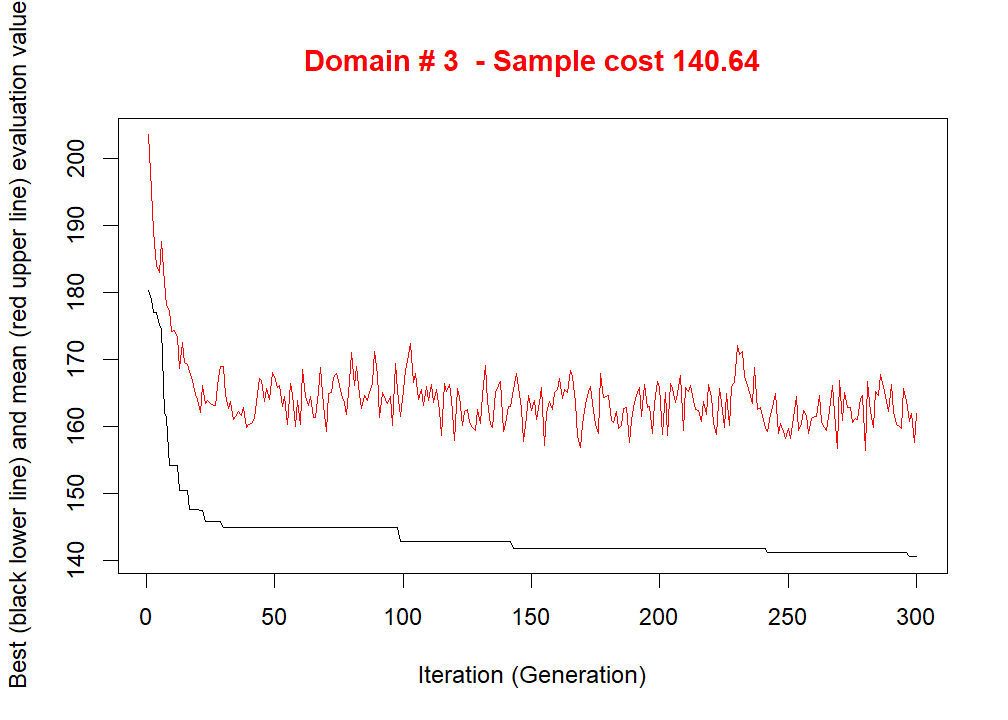 Domain # 3  - Sample cost 140.64
Best (black lower line) and mean (red upper line) evaluation value
200
190
180
170
160
150
140
0 50 100 150 200 250 300
Iteration (Generation)